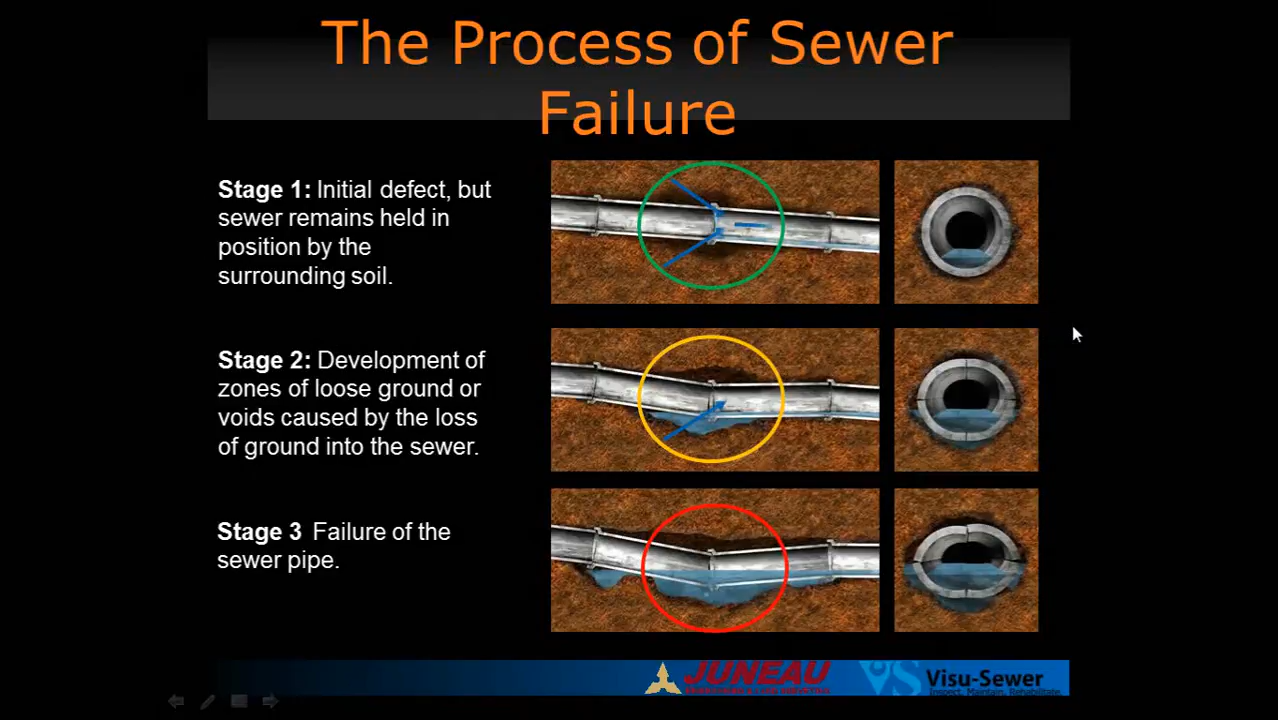 The Process of Sewer
Failure
Stage 1: Initial defect, but
sewer remains held in
position by the
surrounding soil.
Stage 2: Development of
zones of loose ground or
voids caused by the loss
of ground into the sewer.
Stage 3 Failure of the
sewer pipe.
JUNEAU
Visu-Sewer
Inspect. Maintain. Rehabilitate.